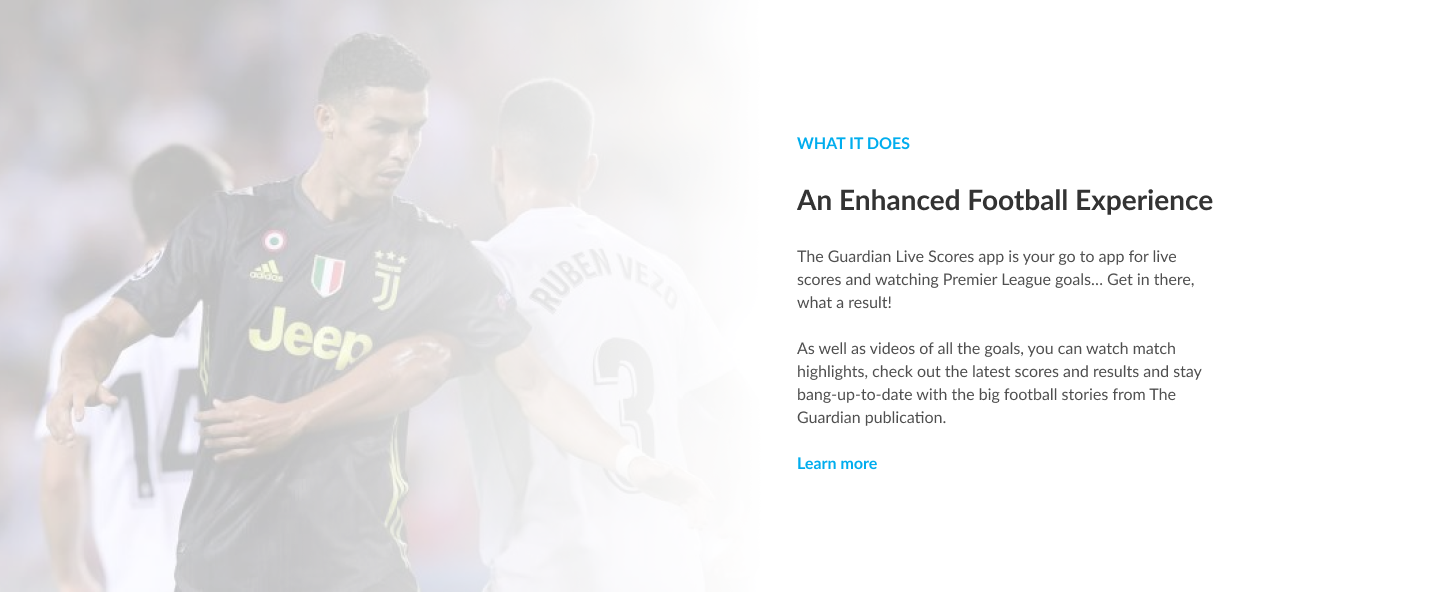 WHAT IT DOES
An Enhanced Football Experience
The Guardian Live Scores app is your go to app for live
scores and watching Premier League goals... Get in there,
what a result!
As well as videos of all the goals, you can watch match
highlights, check out the latest scores and results and stay
bang-up-to-date with the big football stories from The
Guardian publication.
Learn more
adidas
Jeep
14
RUBEN VEZO
3